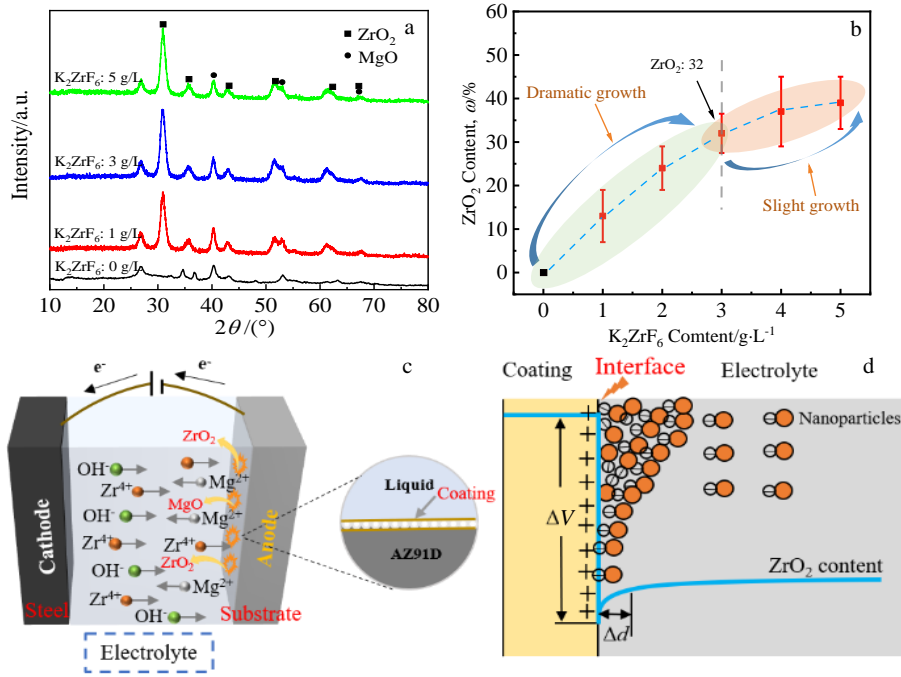 a
ZrO₂
MgO
K₂ZrF₆: 5 g/L
K₂ZrF₆: 3 g/L
K₂ZrF₆: 1 g/L
K₂ZrF₆: 0 g/L
Intensity/a.u.
10 20 30 40 50 60 70 80
2θ/(°)
b
ZrO₂: 32
Dramatic growth
Slight growth
ZrO₂ Content, ω/%
60
50
40
30
20
10
0
0 1 2 3 4 5
K₂ZrF₆ Comtent/g·L⁻¹
c
e⁻ e⁻
ZrO₂
OH⁻
Zr⁴⁺ Mg²⁺
MgO
OH⁻ Mg²⁺
Zr⁴⁺ Zr⁴⁺
ZrO₂
OH⁻
Mg²⁺
Zr⁴⁺
OH⁻
Cathode
Anode
Steel
Substrate
Electrolyte
Liquid
Coating
AZ91D
d
Coating
Interface
Electrolyte
Nanoparticles
ΔV
ZrO₂ content
Δd